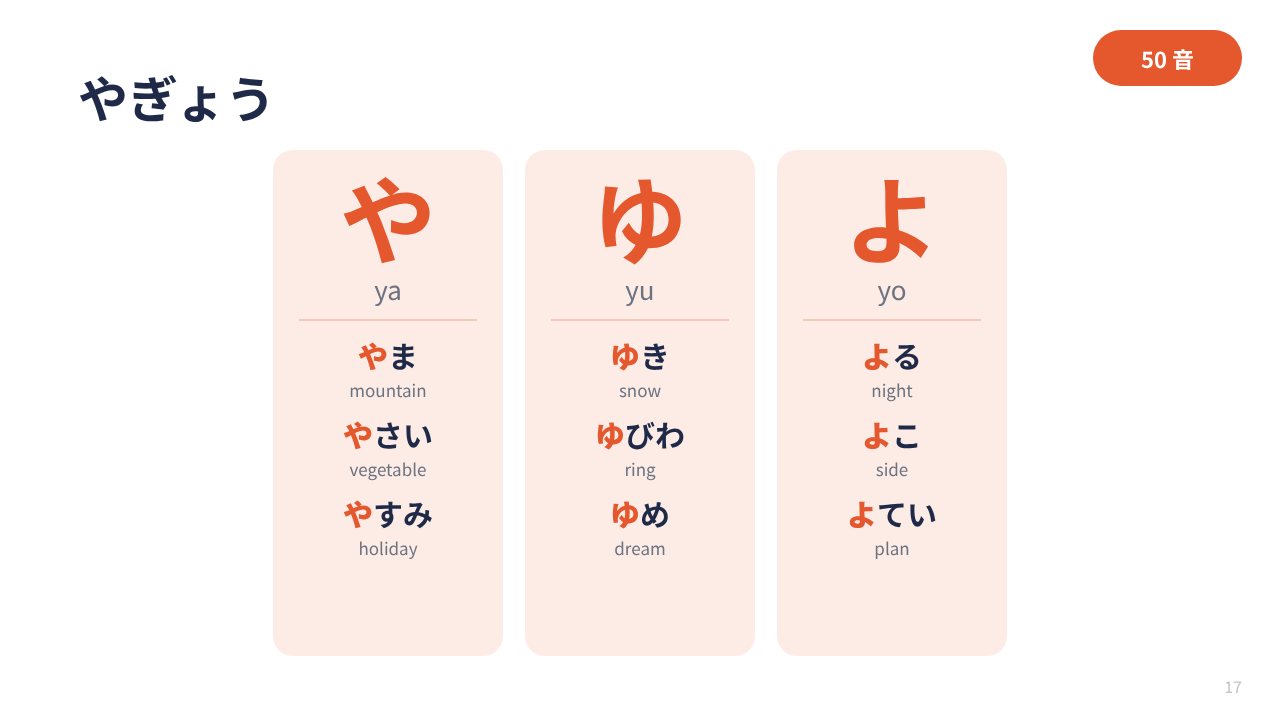 50 音
やぎょう
や
ya
やま
mountain
やさい
vegetable
やすみ
holiday
ゆ
yu
ゆき
snow
ゆびわ
ring
ゆめ
dream
よ
yo
よる
night
よこ
side
よてい
plan
17